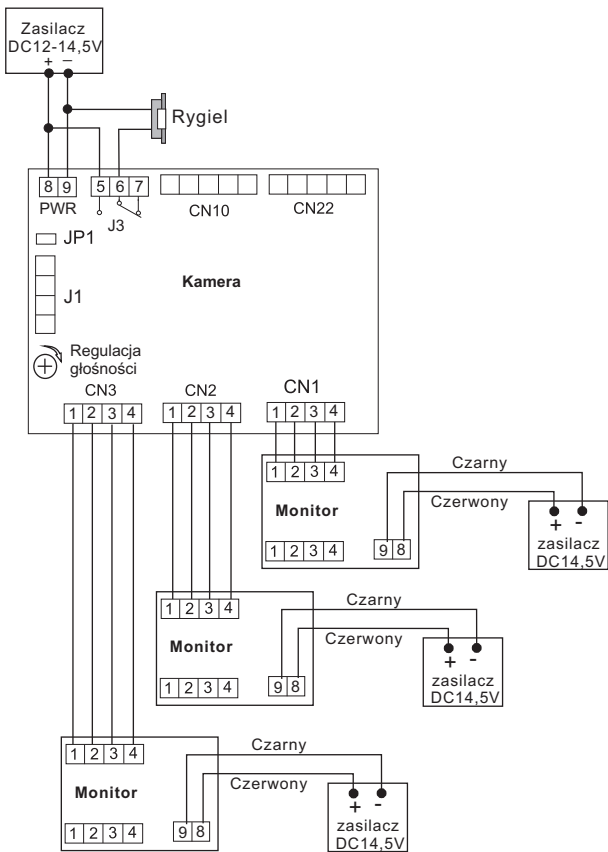 Zasilacz
DC12-14,5V
+ −
Rygiel
8 9
5 6 7
PWR
J3
CN10
CN22
JP1
J1
Kamera
Regulacja
głośności
CN3
CN2
CN1
1 2 3 4
1 2 3 4
1 2 3 4
1 2 3 4
Monitor
1 2 3 4
9 8
Czarny
Czerwony
+ -
zasilacz
DC14,5V
Monitor
1 2 3 4
9 8
Czarny
Czerwony
+ -
zasilacz
DC14,5V
1 2 3 4
Monitor
1 2 3 4
9 8
Czarny
Czerwony
+ -
zasilacz
DC14,5V